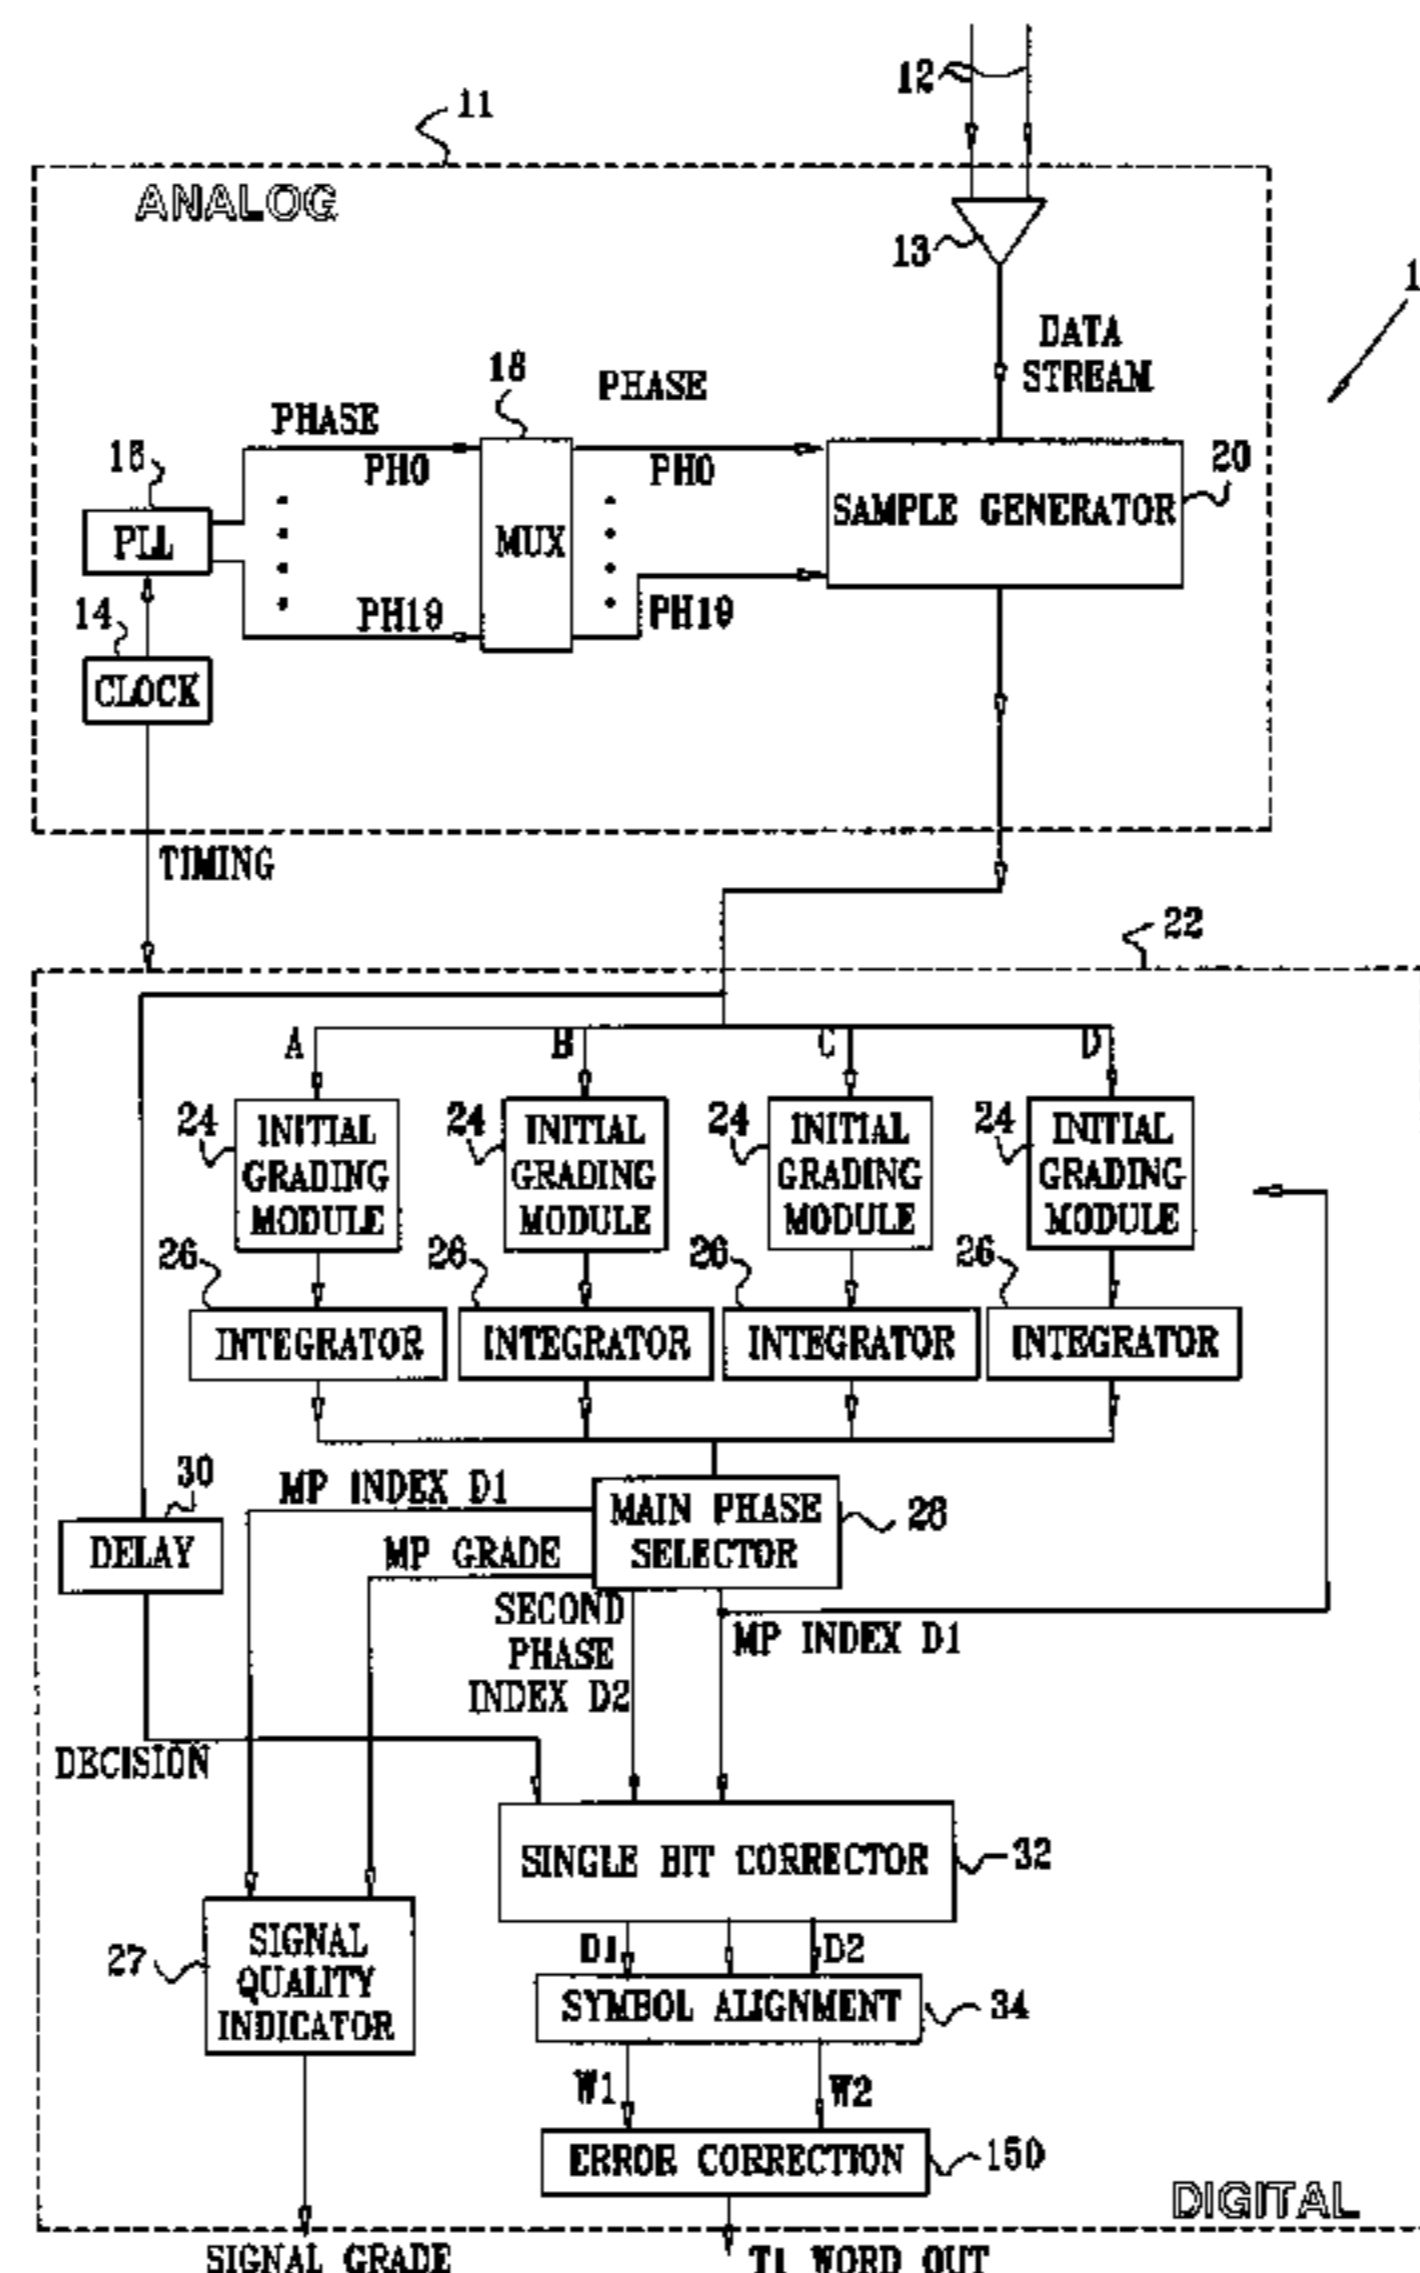 12
11
ANALOG
13
1
DATA
STREAM
18
PHASE
PHASE
16
PH0
PH0
20
SAMPLE GENERATOR
PLL
MUX
14
PH19
PH19
CLOCK
TIMING
22
A
B
C
D
24
INITIAL
GRADING
MODULE
24
INITIAL
GRADING
MODULE
24
INITIAL
GRADING
MODULE
24
INITIAL
GRADING
MODULE
26
26
26
26
INTEGRATOR
INTEGRATOR
INTEGRATOR
INTEGRATOR
30
MP INDEX D1
MAIN PHASE
SELECTOR
28
DELAY
MP GRADE
SECOND
PHASE
INDEX D2
MP INDEX D1
DECISION
SINGLE BIT CORRECTOR
32
27
SIGNAL
QUALITY
INDICATOR
D1
D2
SYMBOL ALIGNMENT
34
W1
W2
ERROR CORRECTION
150
DIGITAL
SIGNAL GRADE
T1 WORD OUT